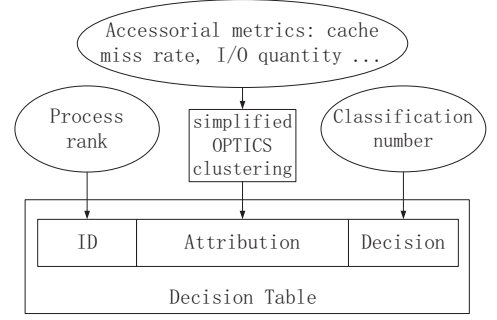 Accessorial metrics: cache
miss rate, I/O quantity ...
Process
rank
simplified
OPTICS
clustering
Classification
number
ID
Attribution
Decision
Decision Table